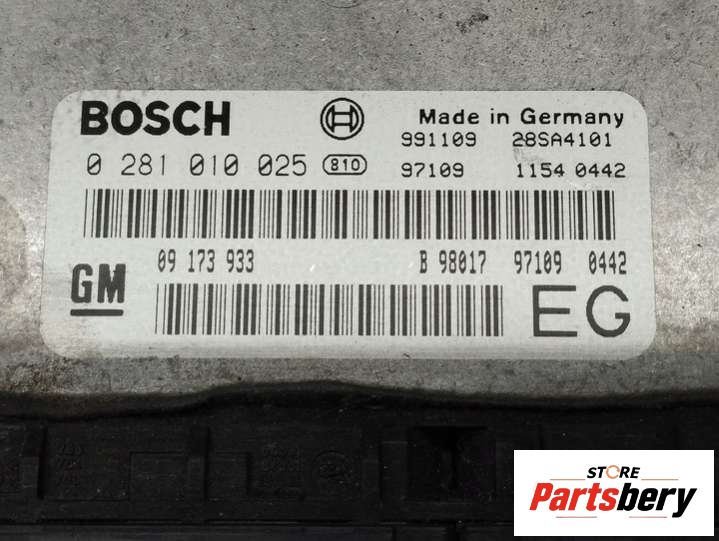 BOSCH
Made in Germany
991109 28SA4101
0 281 010 025 810
97109 1154 0442
09 173 933 B 98017 97109 0442
GM
EG
STORE
Partsbery